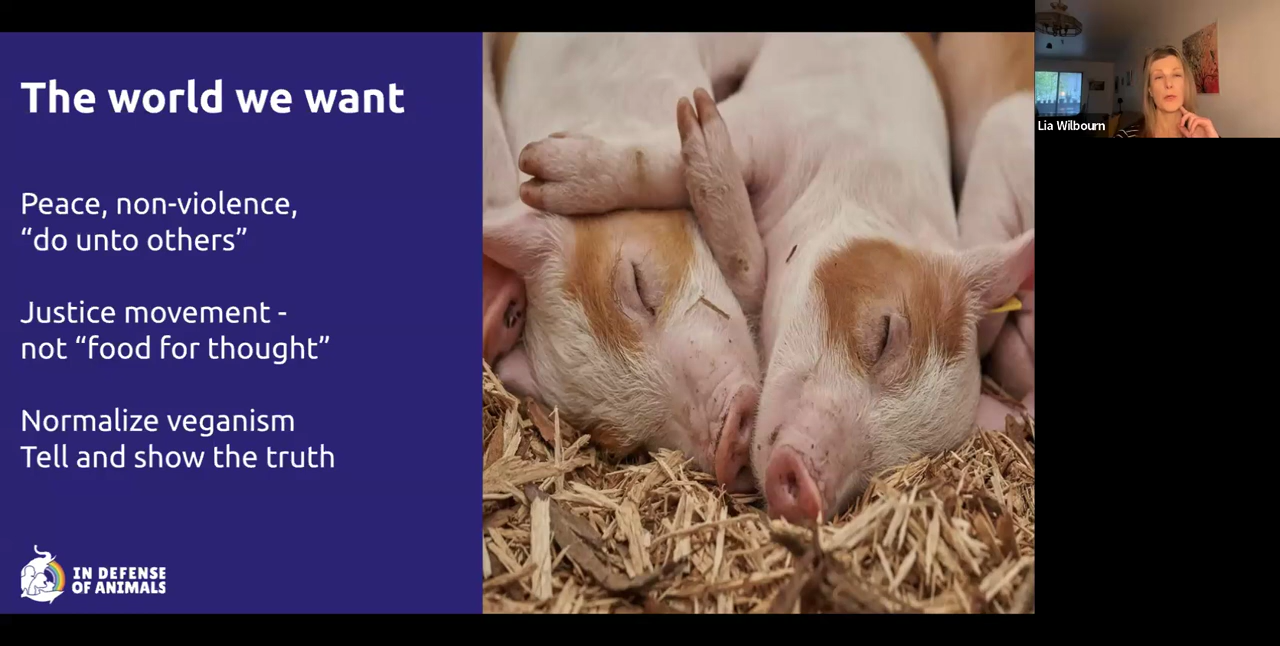 The world we want
Peace, non-violence,
“do unto others”
Justice movement -
not “food for thought”
Normalize veganism
Tell and show the truth
IN DEFENSE
OF ANIMALS
Lia Wilbourn